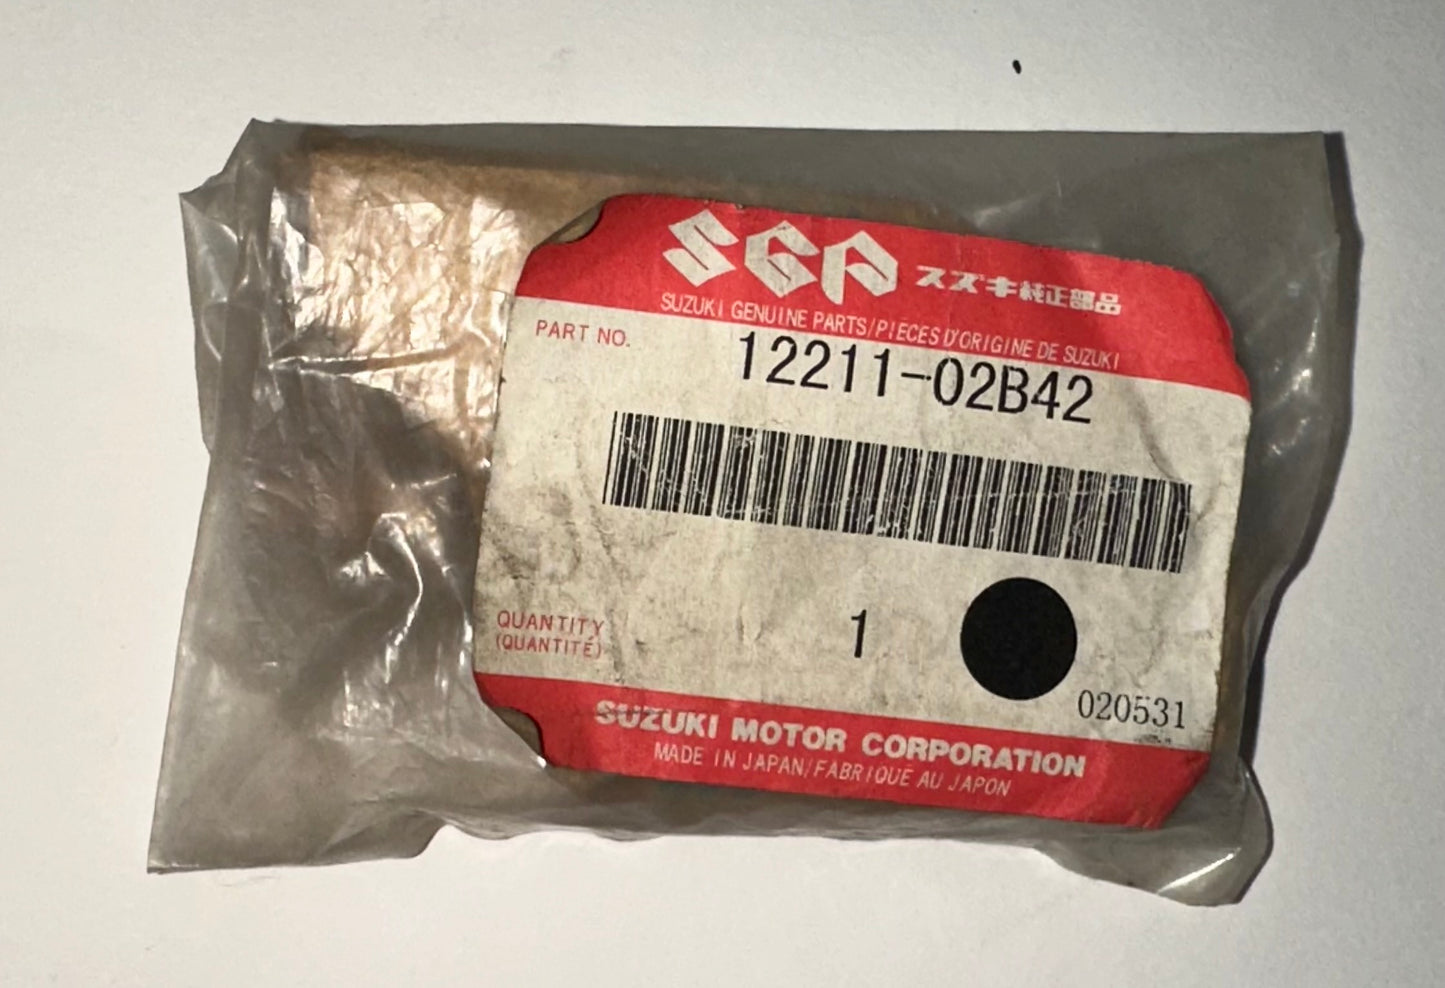 SGP スズキ純正部品
SUZUKI GENUINE PARTS/PIECES D'ORIGINE DE SUZUKI
PART NO.
12211-02B42
QUANTITY
(QUANTITÉ)
1
020531
SUZUKI MOTOR CORPORATION
MADE IN JAPAN/FABRIQUE AU JAPON